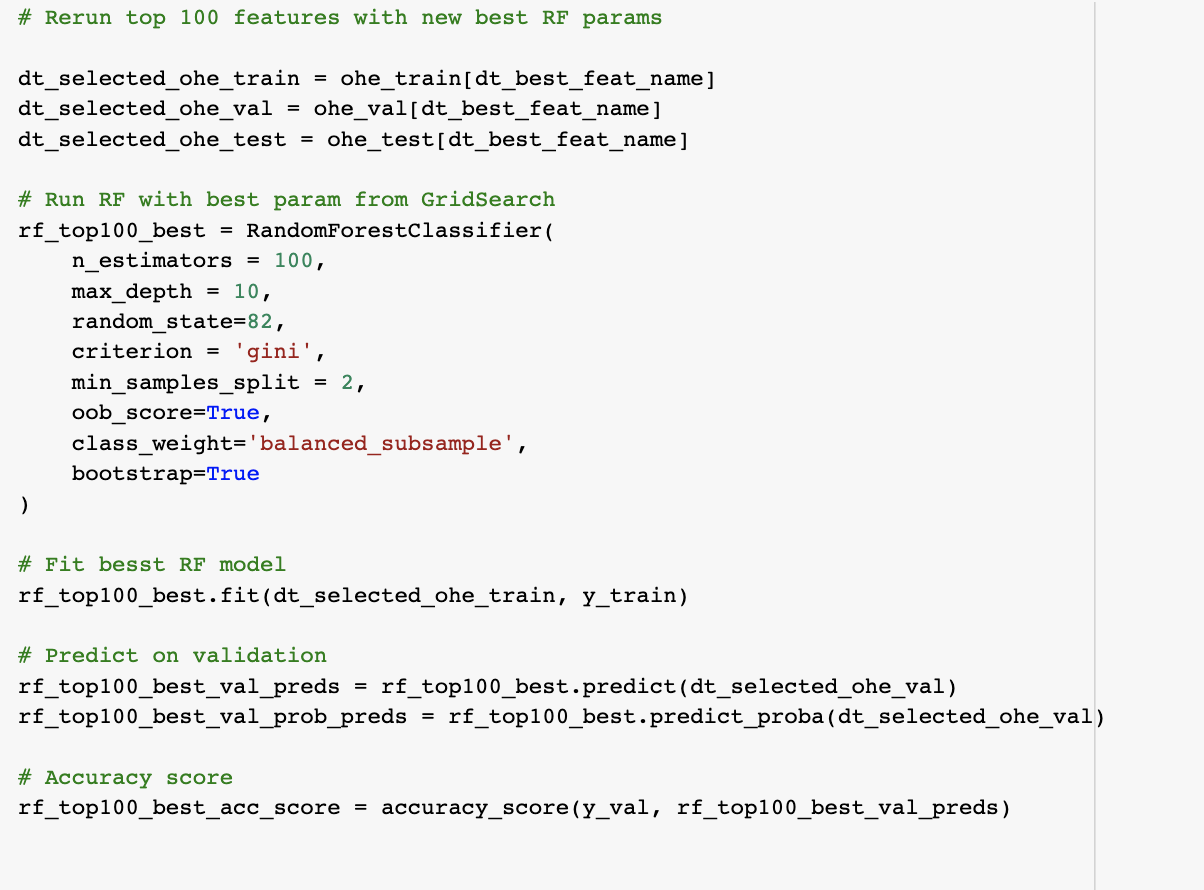 # Rerun top 100 features with new best RF params
dt_selected_ohe_train = ohe_train[dt_best_feat_name]
dt_selected_ohe_val = ohe_val[dt_best_feat_name]
dt_selected_ohe_test = ohe_test[dt_best_feat_name]
# Run RF with best param from GridSearch
rf_top100_best = RandomForestClassifier(
    n_estimators = 100,
    max_depth = 10,
    random_state=82,
    criterion = 'gini',
    min_samples_split = 2,
    oob_score=True,
    class_weight='balanced_subsample',
    bootstrap=True
)
# Fit besst RF model
rf_top100_best.fit(dt_selected_ohe_train, y_train)
# Predict on validation
rf_top100_best_val_preds = rf_top100_best.predict(dt_selected_ohe_val)
rf_top100_best_val_prob_preds = rf_top100_best.predict_proba(dt_selected_ohe_val)
# Accuracy score
rf_top100_best_acc_score = accuracy_score(y_val, rf_top100_best_val_preds)